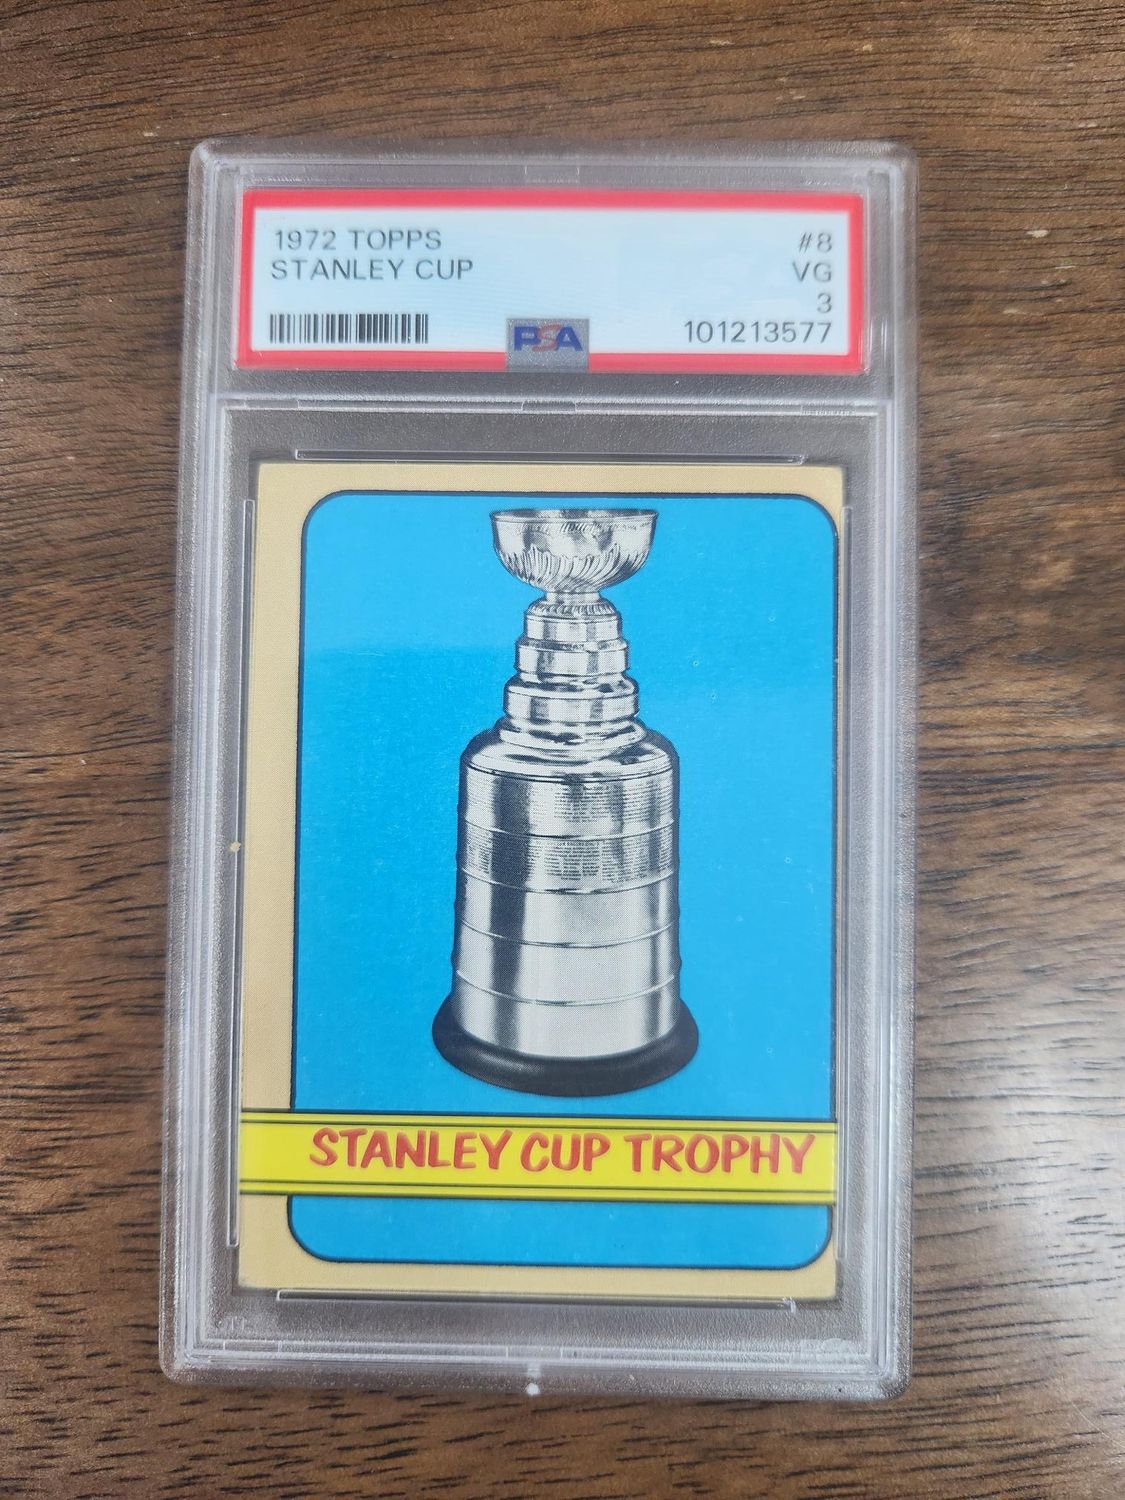 1972 TOPPS #8
STANLEY CUP VG
3
PSA 101213577
STANLEY CUP TROPHY